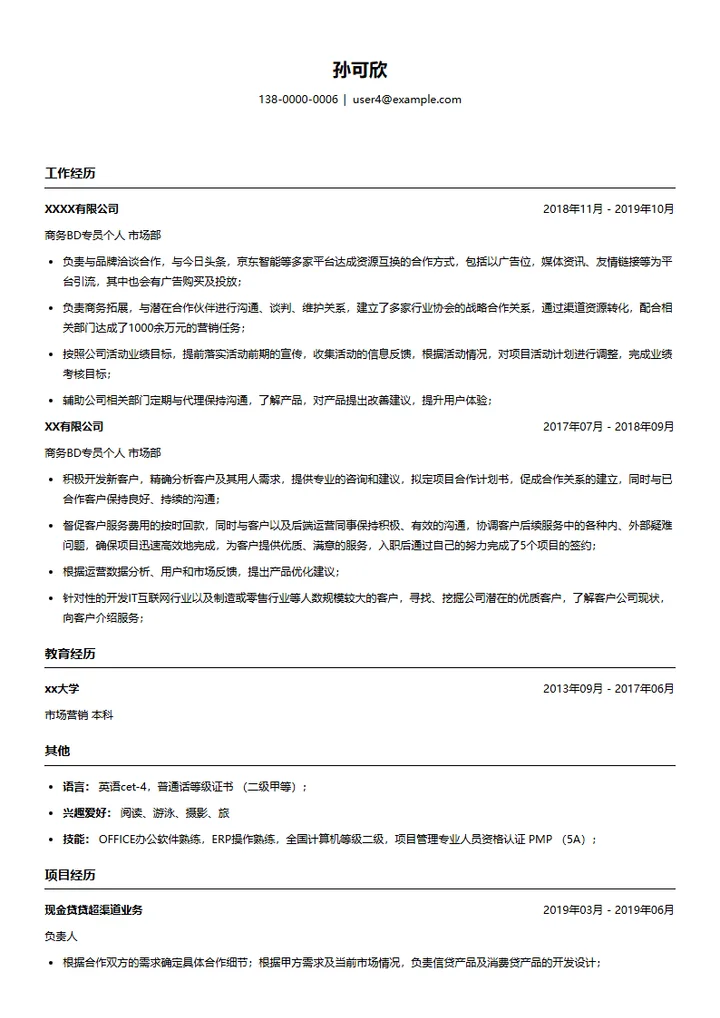 孙可欣
138-0000-0006 | user4@example.com
工作经历
XXXX有限公司 2018年11月 - 2019年10月
商务BD专员个人 市场部
• 负责与品牌洽谈合作，与今日头条，京东智能等多家平台达成资源互换的合作方式，包括以广告位，媒体资讯、友情链接等为平
台引流，其中也会有广告购买及投放；
• 负责商务拓展，与潜在合作伙伴进行沟通、谈判、维护关系，建立了多家行业协会的战略合作关系，通过渠道资源转化，配合相
关部门达成了1000余万元的营销任务；
• 按照公司活动业绩目标，提前落实活动前期的宣传，收集活动的信息反馈，根据活动情况，对项目活动计划进行调整，完成业绩
考核目标；
• 辅助公司相关部门定期与代理保持沟通，了解产品，对产品提出改善建议，提升用户体验；
XX有限公司 2017年07月 - 2018年09月
商务BD专员个人 市场部
• 积极开发新客户，精确分析客户及其用人需求，提供专业的咨询和建议，拟定项目合作计划书，促成合作关系的建立，同时与已
合作客户保持良好、持续的沟通；
• 督促客户服务费用的按时回款，同时与客户以及后端运营同事保持积极、有效的沟通，协调客户后续服务中的各种内、外部疑难
问题，确保项目迅速高效地完成，为客户提供优质、满意的服务，入职后通过自己的努力完成了5个项目的签约；
• 根据运营数据分析、用户和市场反馈，提出产品优化建议；
• 针对性的开发IT互联网行业以及制造或零售行业等人数规模较大的客户，寻找、挖掘公司潜在的优质客户，了解客户公司现状，
向客户介绍服务；
教育经历
xx大学 2013年09月 - 2017年06月
市场营销 本科
其他
• 语言： 英语cet-4，普通话等级证书 （二级甲等）；
• 兴趣爱好： 阅读、游泳、摄影、旅
• 技能： OFFICE办公软件熟练，ERP操作熟练，全国计算机等级二级，项目管理专业人员资格认证 PMP （5A）；
项目经历
现金贷贷超渠道业务 2019年03月 - 2019年06月
负责人
• 根据合作双方的需求确定具体合作细节；根据甲方需求及当前市场情况，负责信贷产品及消费贷产品的开发设计；